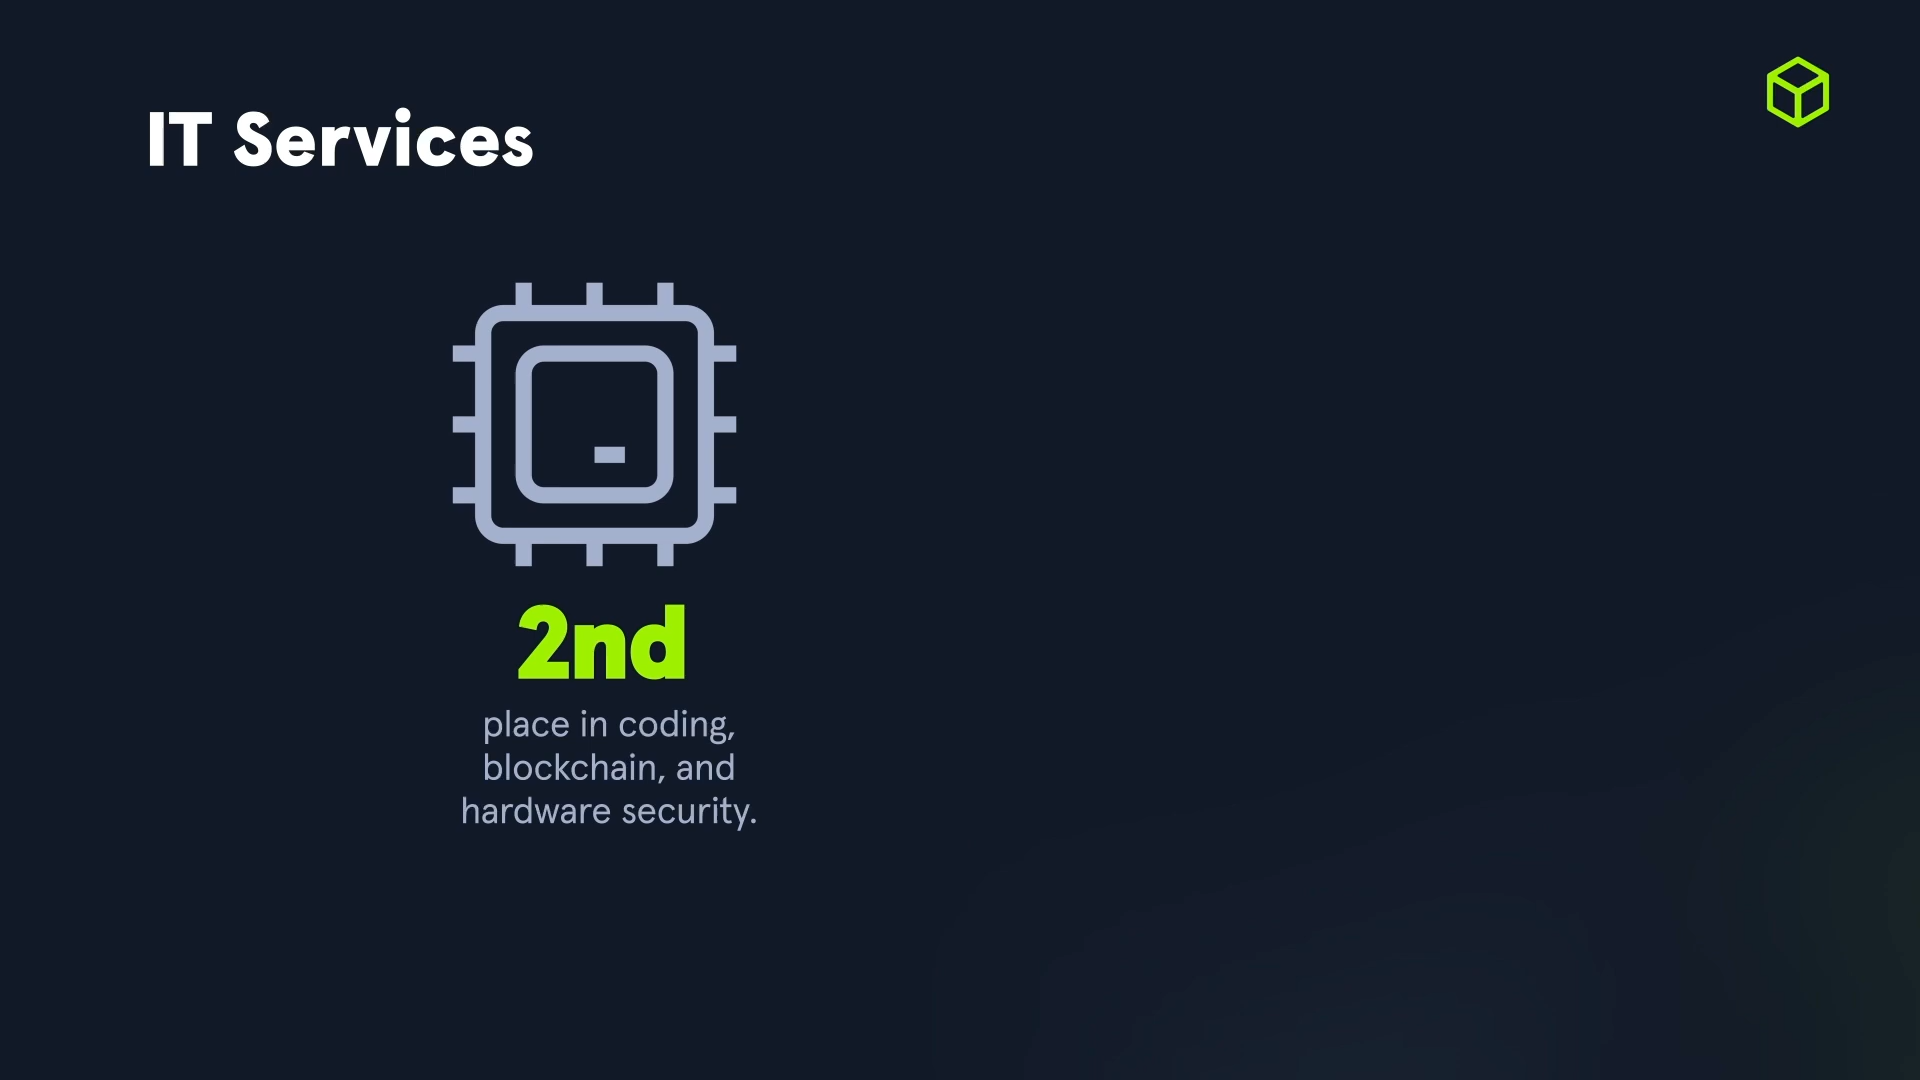 IT Services
2nd
place in coding,
blockchain, and
hardware security.